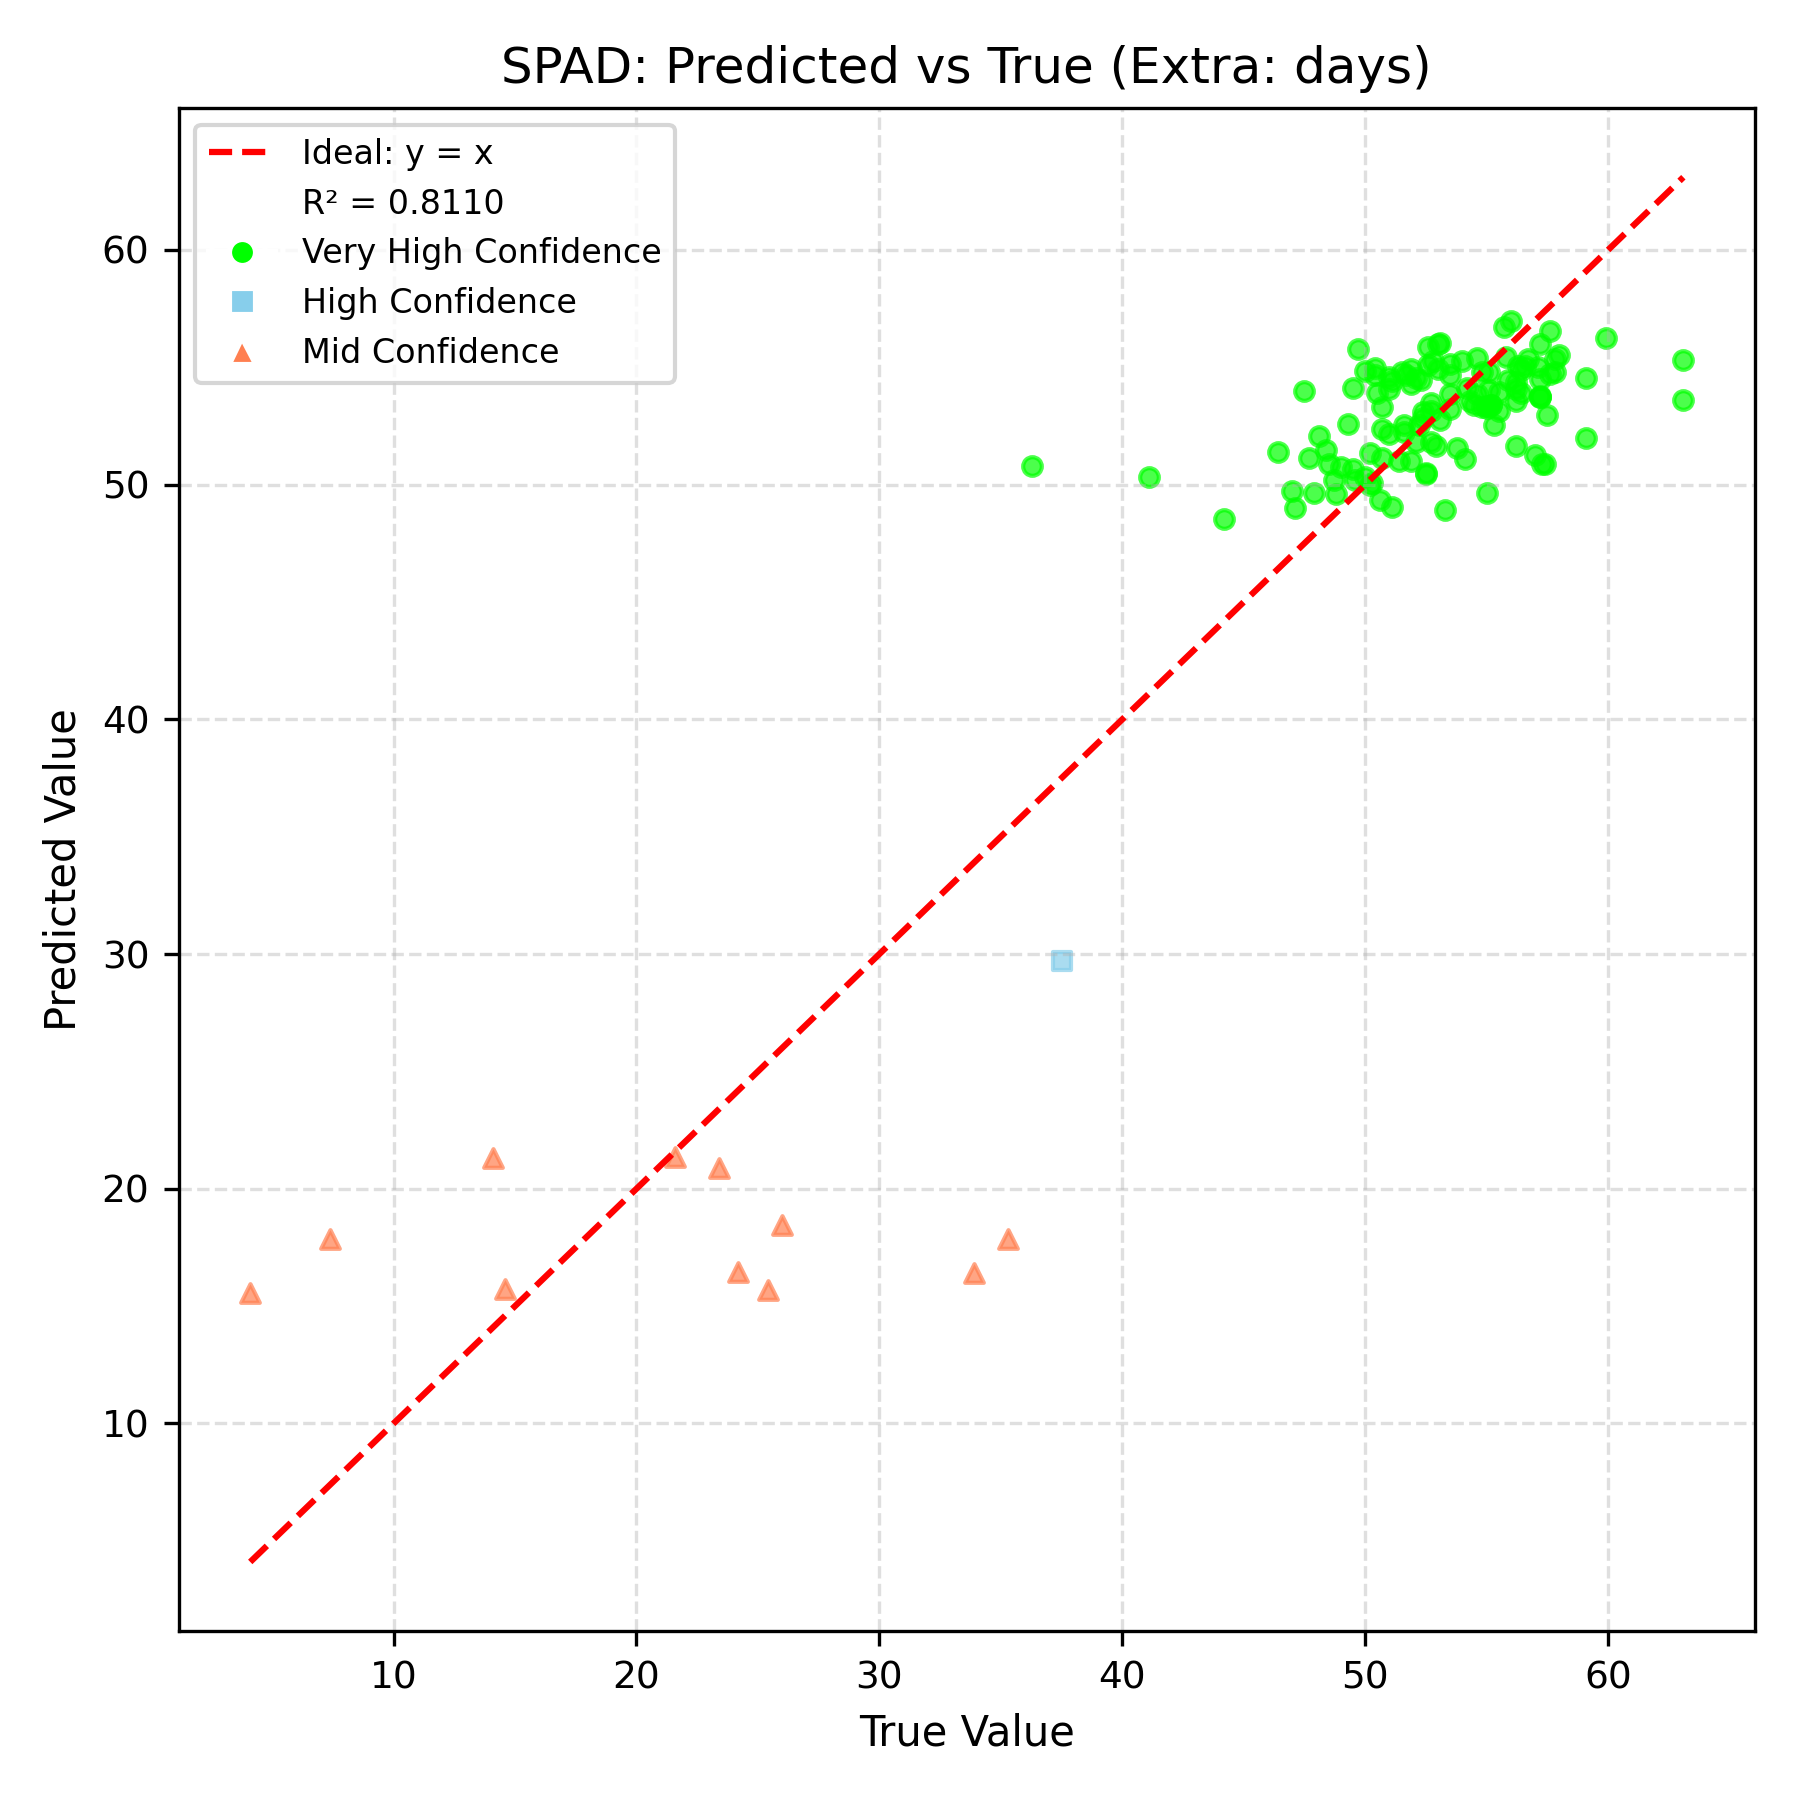 SPAD: Predicted vs True (Extra: days)
Ideal: y = x
R² = 0.8110
Very High Confidence
High Confidence
Mid Confidence
60
50
40
30
20
10
Predicted Value
10 20 30 40 50 60
True Value